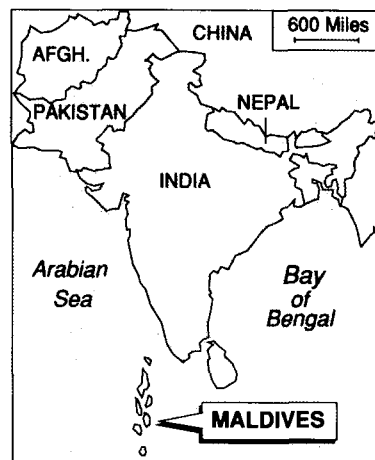 600 Miles
CHINA
AFGH.
PAKISTAN
NEPAL
INDIA
Arabian
Sea
Bay
of
Bengal
MALDIVES